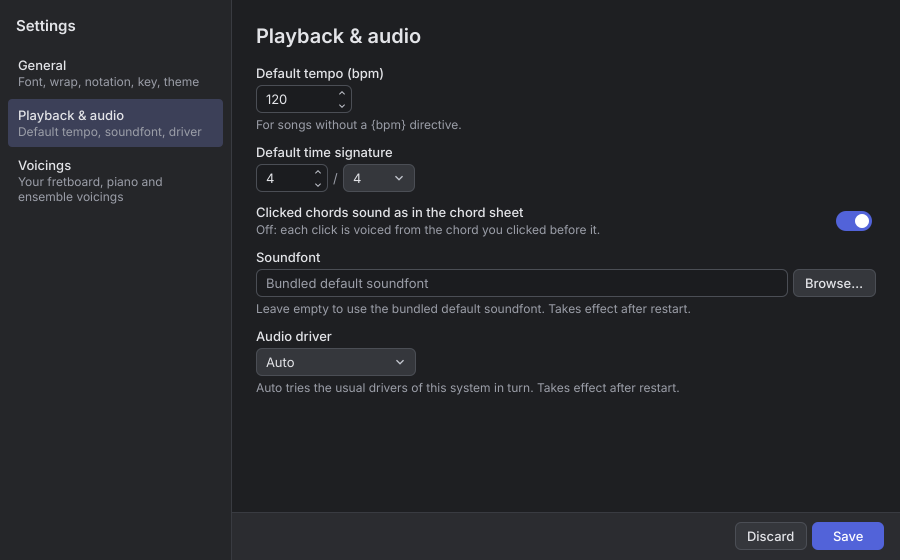 Settings
General
Font, wrap, notation, key, theme
Playback & audio
Default tempo, soundfont, driver
Voicings
Your fretboard, piano and
ensemble voicings
Playback & audio
Default tempo (bpm)
120
For songs without a {bpm} directive.
Default time signature
4 / 4
Clicked chords sound as in the chord sheet
Off: each click is voiced from the chord you clicked before it.
Soundfont
Bundled default soundfont Browse...
Leave empty to use the bundled default soundfont. Takes effect after restart.
Audio driver
Auto
Auto tries the usual drivers of this system in turn. Takes effect after restart.
Discard Save